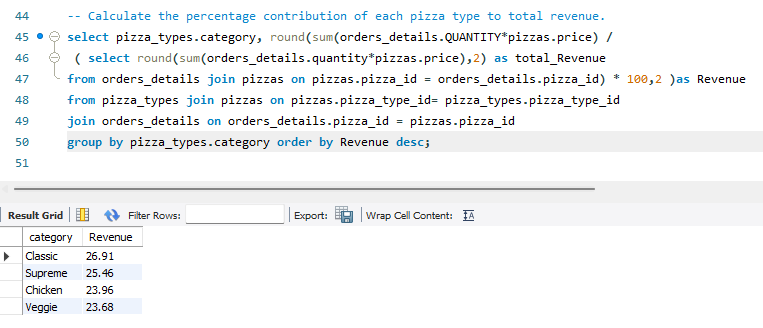 44 -- Calculate the percentage contribution of each pizza type to total revenue.
45 select pizza_types.category, round(sum(orders_details.QUANTITY*pizzas.price) /
46 ( select round(sum(orders_details.quantity*pizzas.price),2) as total_Revenue
47 from orders_details join pizzas on pizzas.pizza_id = orders_details.pizza_id) * 100,2 )as Revenue
48 from pizza_types join pizzas on pizzas.pizza_type_id= pizza_types.pizza_type_id
49 join orders_details on orders_details.pizza_id = pizzas.pizza_id
50 group by pizza_types.category order by Revenue desc;
51
Result Grid Filter Rows: Export: Wrap Cell Content:
category Revenue
Classic 26.91
Supreme 25.46
Chicken 23.96
Veggie 23.68